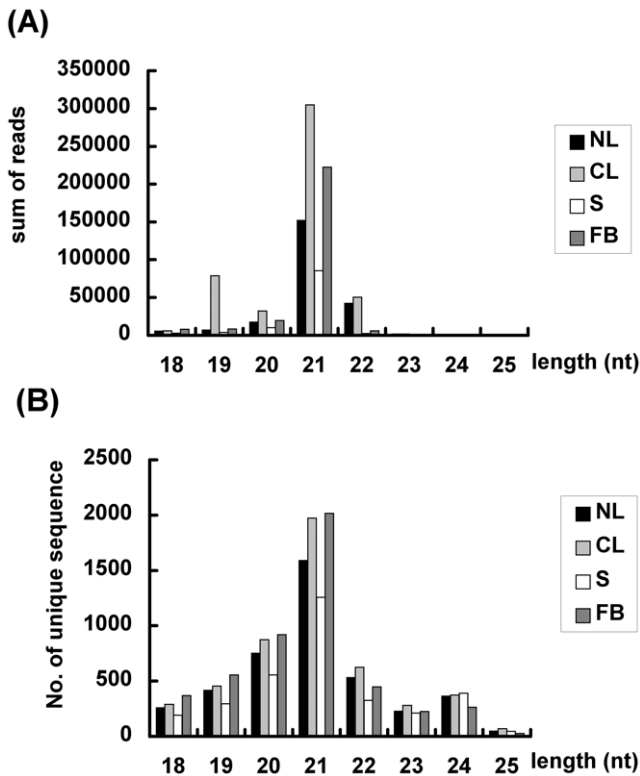 (A)
sum of reads
350000
300000
250000
200000
150000
100000
50000
0
18 19 20 21 22 23 24 25 length (nt)
NL
CL
S
FB
(B)
No. of unique sequence
2500
2000
1500
1000
500
0
18 19 20 21 22 23 24 25 length (nt)
NL
CL
S
FB